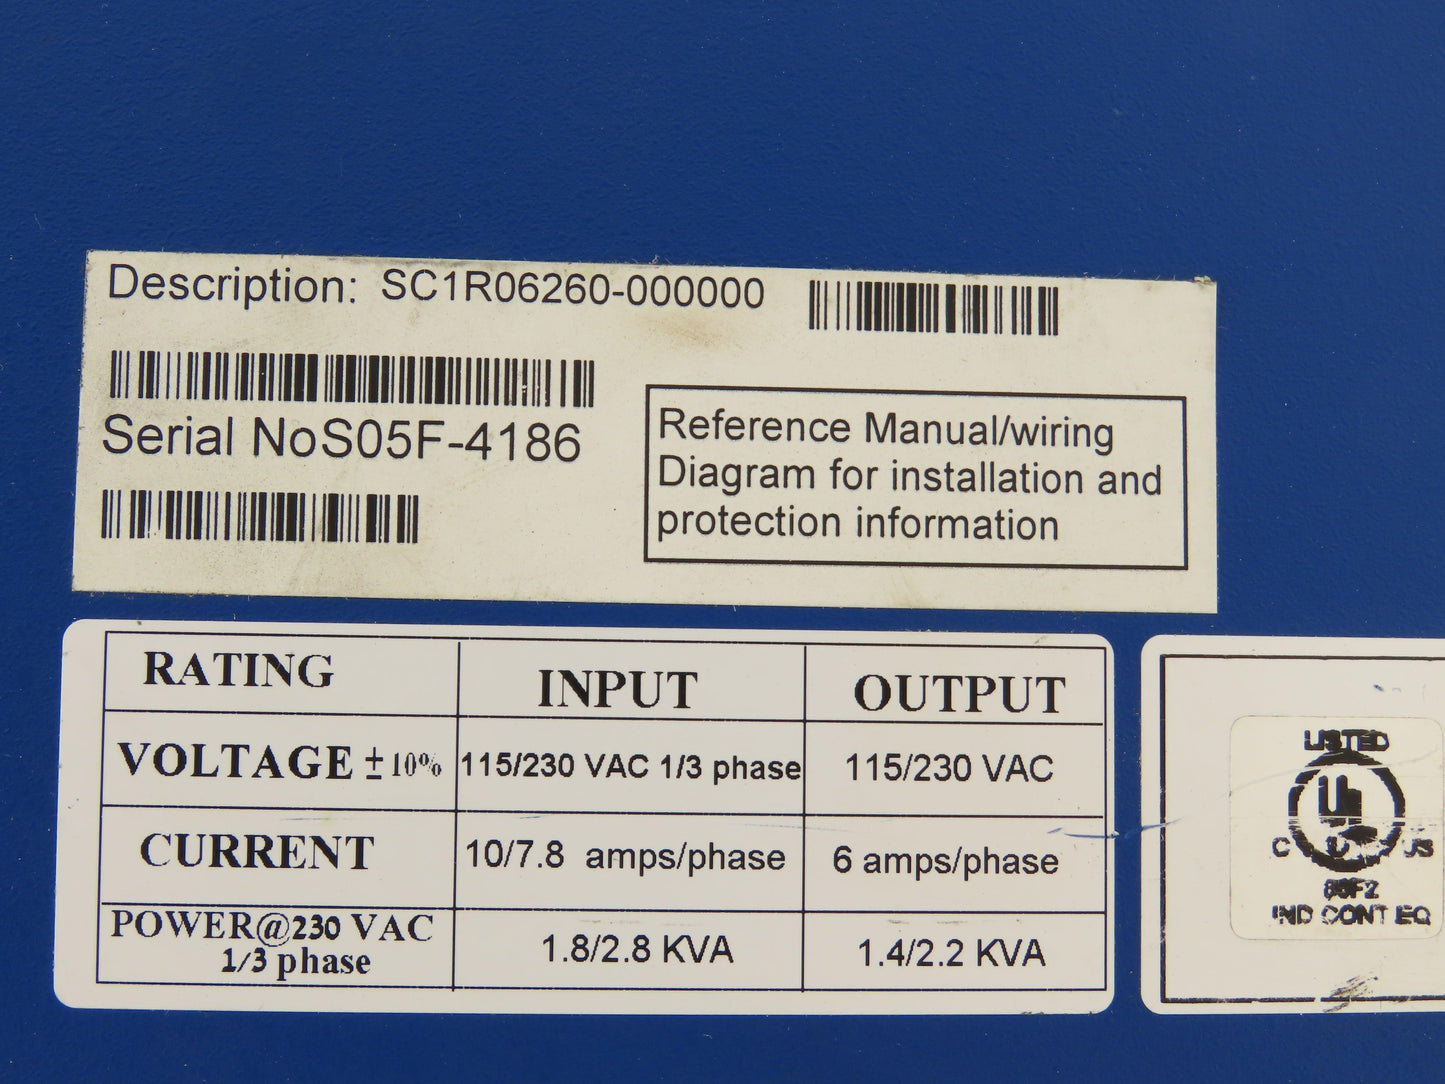 Description: SC1R06260-000000
Serial NoS05F-4186
Reference Manual/wiring
Diagram for installation and
protection information
RATING INPUT OUTPUT
VOLTAGE ± 10% 115/230 VAC 1/3 phase 115/230 VAC
CURRENT 10/7.8 amps/phase 6 amps/phase
POWER@230 VAC
1/3 phase 1.8/2.8 KVA 1.4/2.2 KVA
LISTED
UL
C US
IND CONT EQ